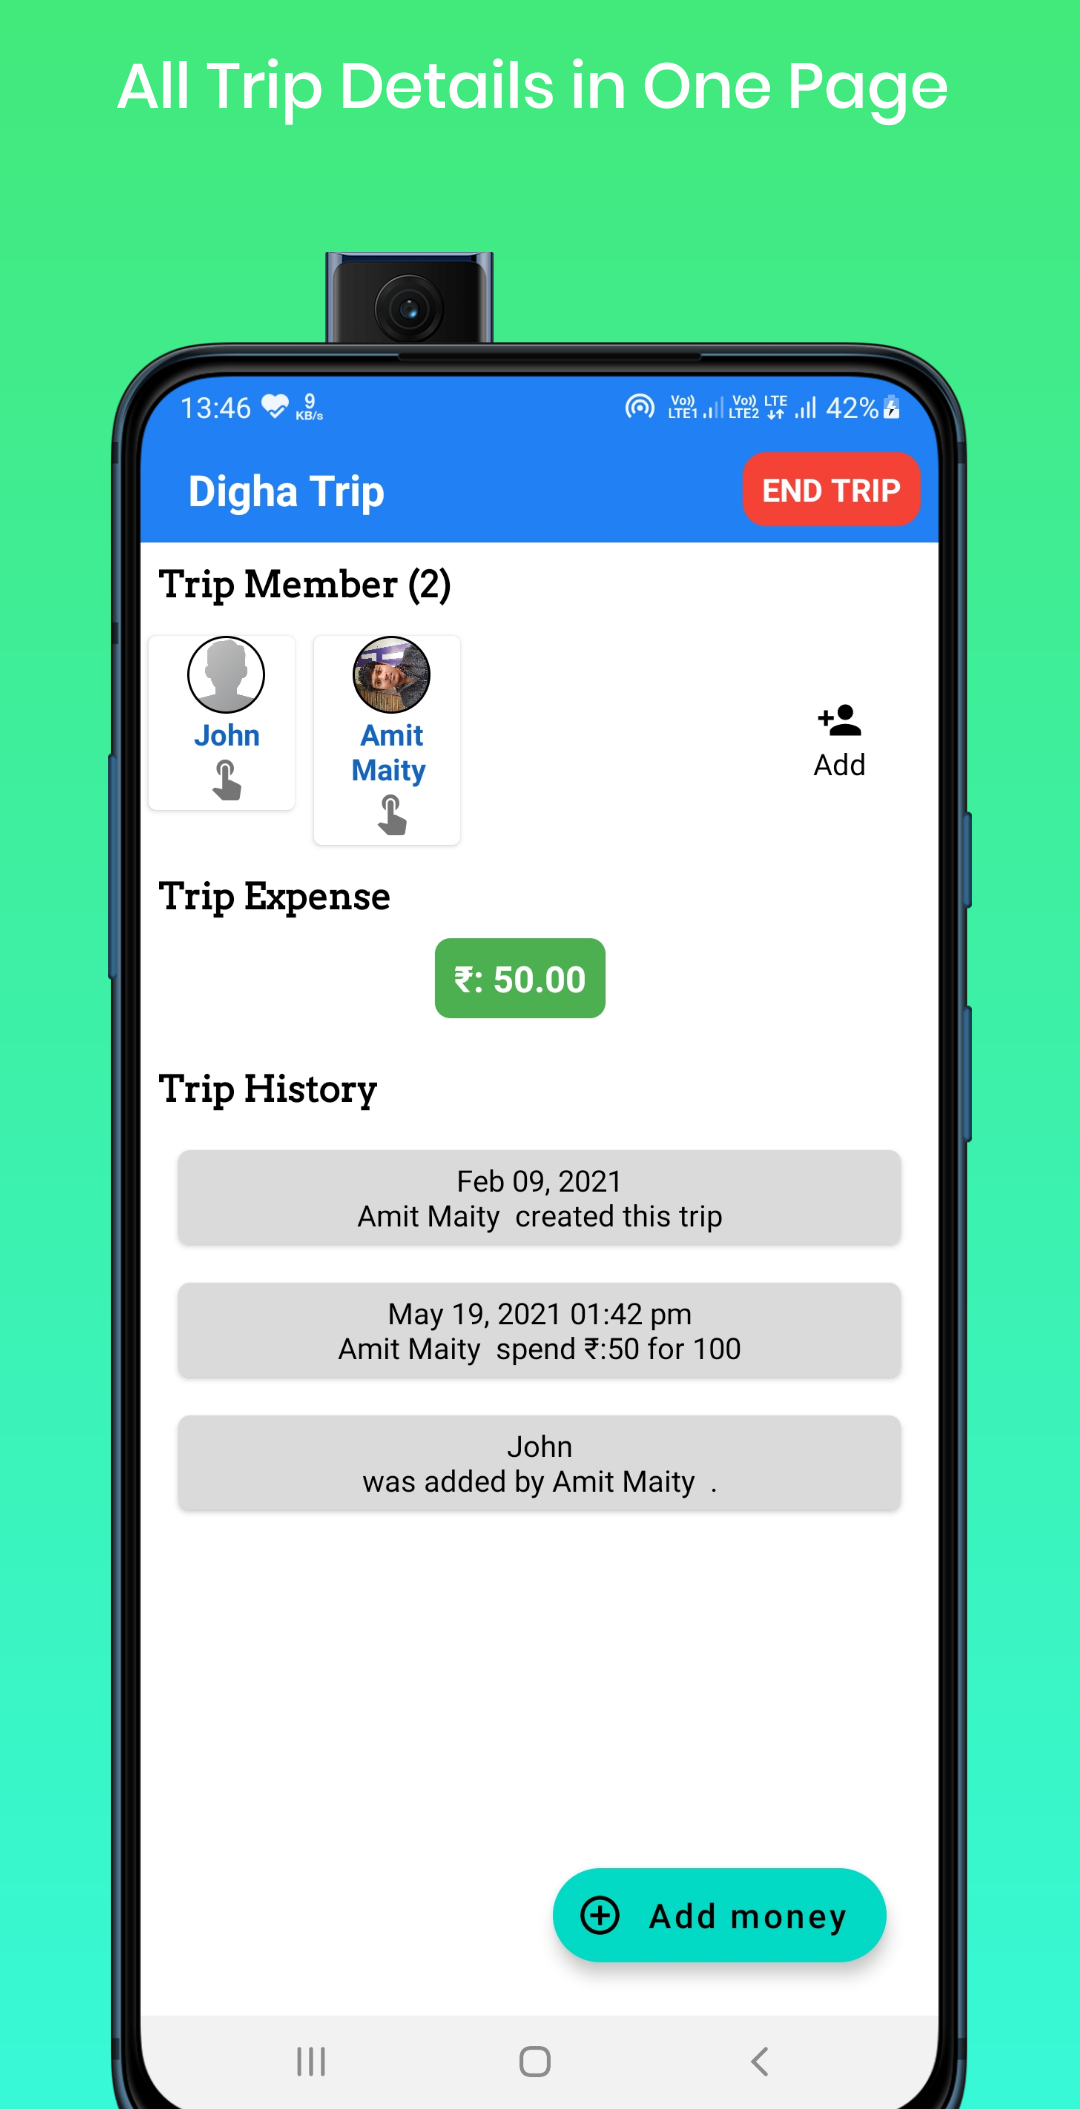 All Trip Details in One Page
13:46 9 KB/s Vo)) LTE1 Vo)) LTE2 LTE 42%
Digha Trip
END TRIP
Trip Member (2)
John
Amit
Maity
Add
Trip Expense
₹: 50.00
Trip History
Feb 09, 2021
Amit Maity  created this trip
May 19, 2021 01:42 pm
Amit Maity  spend ₹:50 for 100
John
was added by Amit Maity  .
Add money